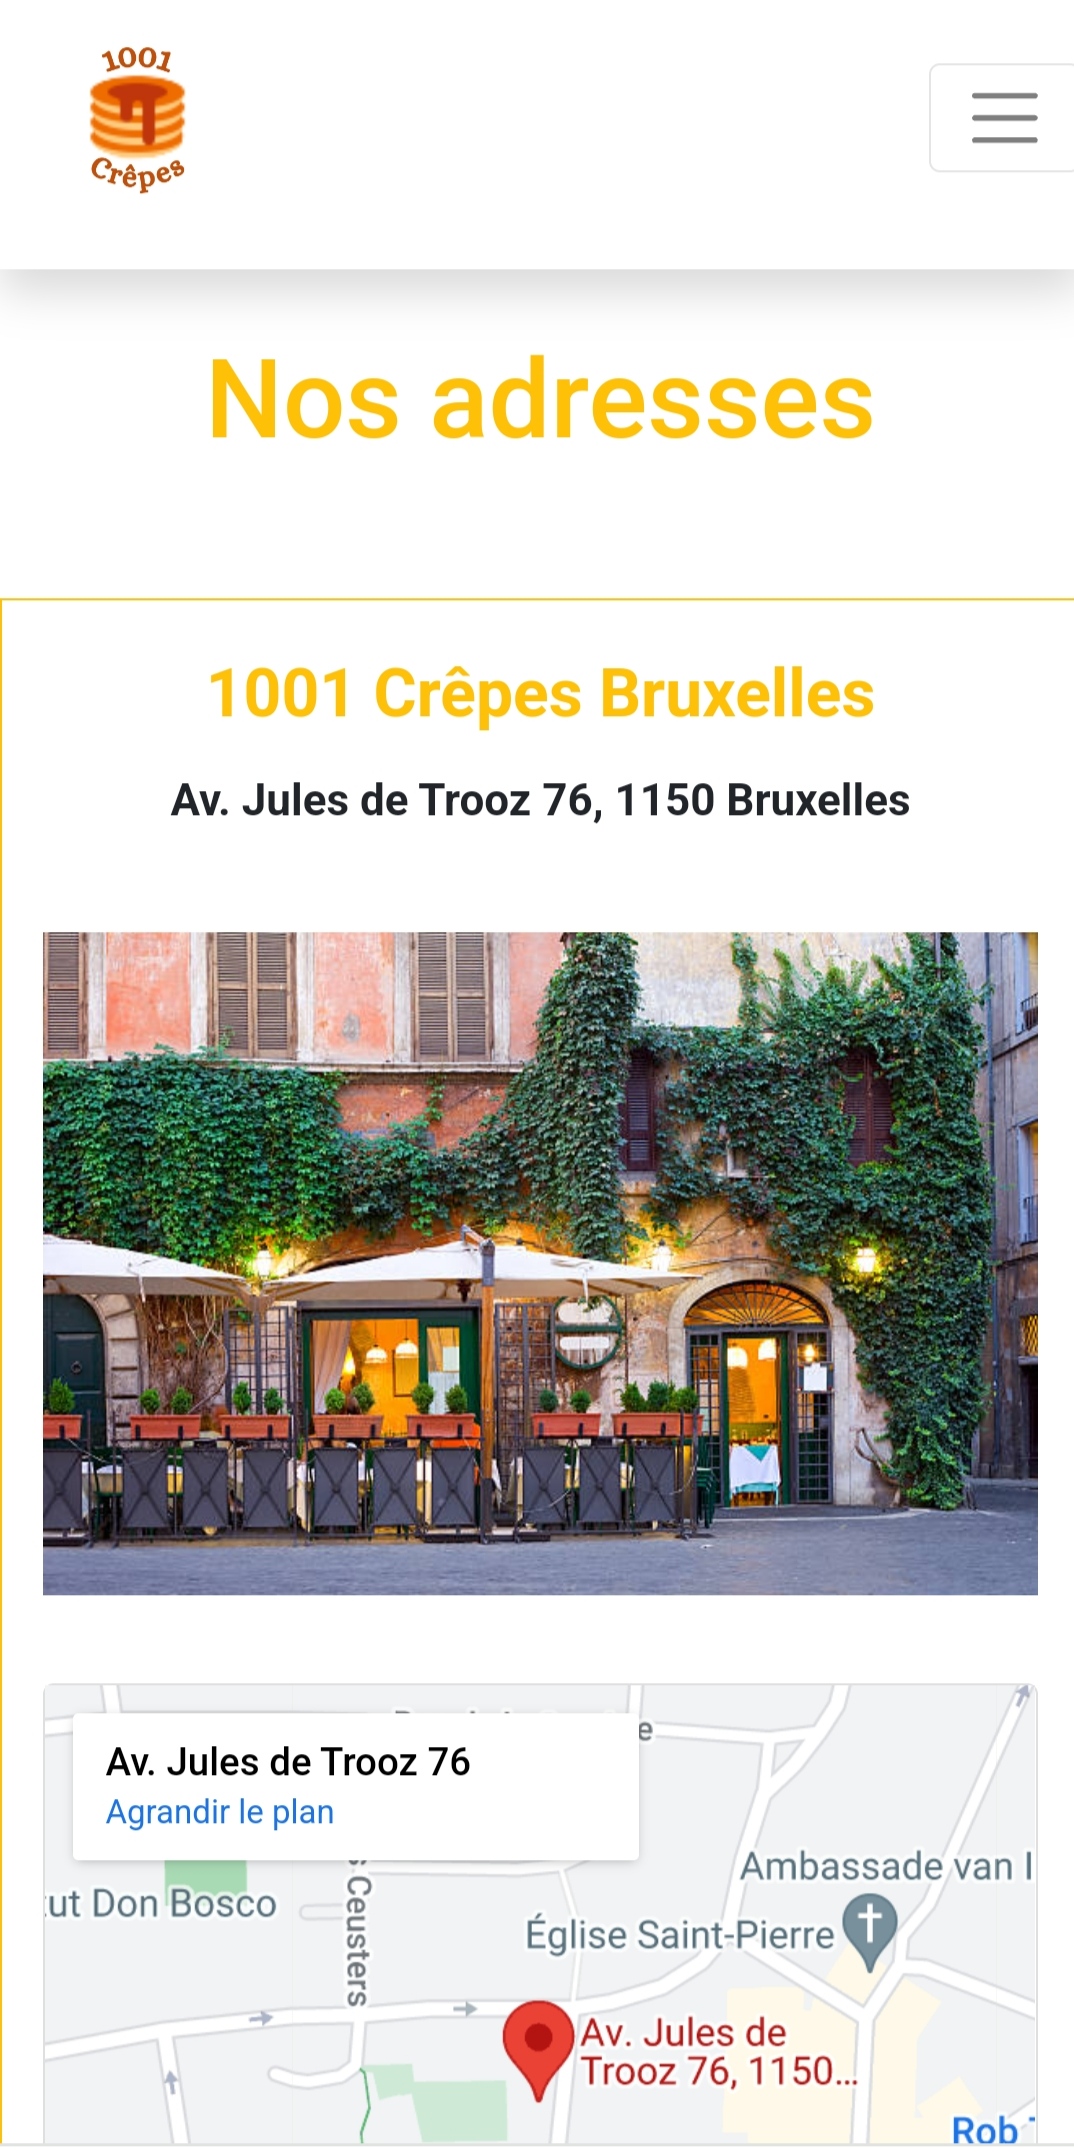 1001
Crêpes
Nos adresses
1001 Crêpes Bruxelles
Av. Jules de Trooz 76, 1150 Bruxelles
Av. Jules de Trooz 76
Agrandir le plan
Ambassade van
Don Bosco
Ceusters
Église Saint-Pierre
Av. Jules de
Trooz 76, 1150...
Rob